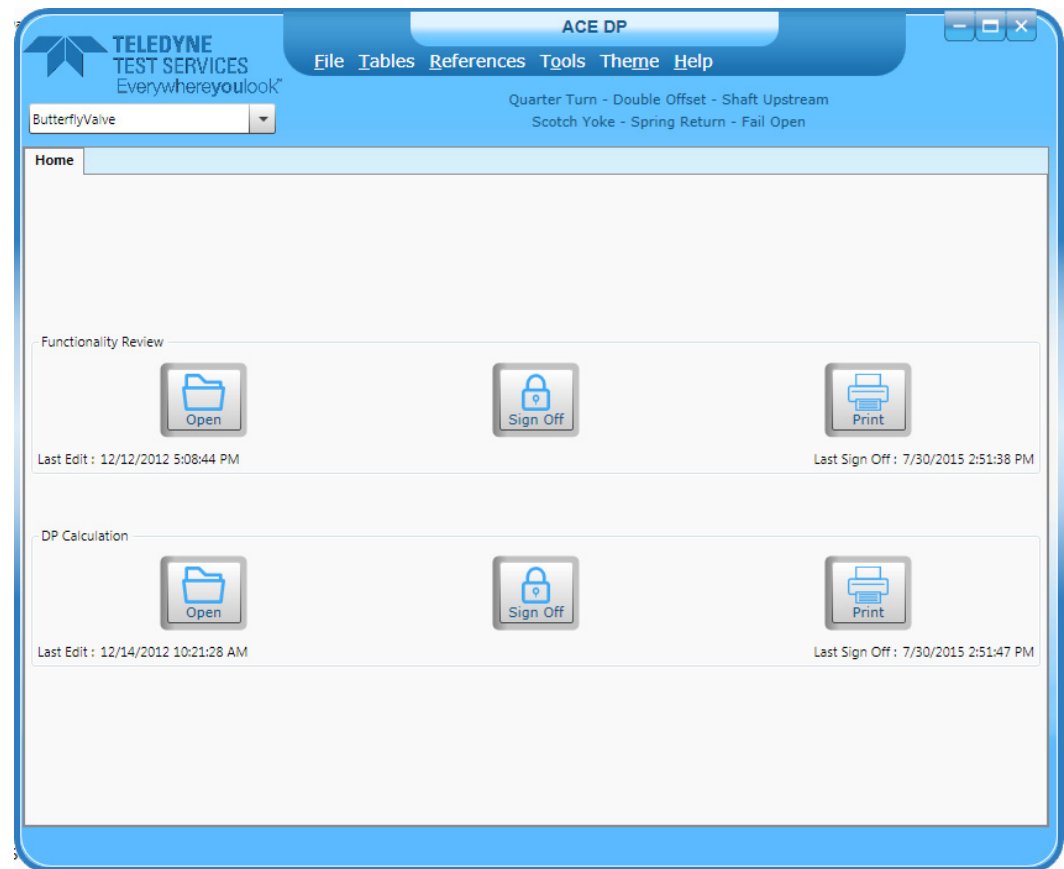 ACE DP
TELEDYNE
TEST SERVICES
Everywhereyoulook™
File Tables References Tools Theme Help
ButterflyValve
Quarter Turn - Double Offset - Shaft Upstream
Scotch Yoke - Spring Return - Fail Open
Home
Functionality Review
Open
Sign Off
Print
Last Edit : 12/12/2012 5:08:44 PM
Last Sign Off : 7/30/2015 2:51:38 PM
DP Calculation
Open
Sign Off
Print
Last Edit : 12/14/2012 10:21:28 AM
Last Sign Off : 7/30/2015 2:51:47 PM